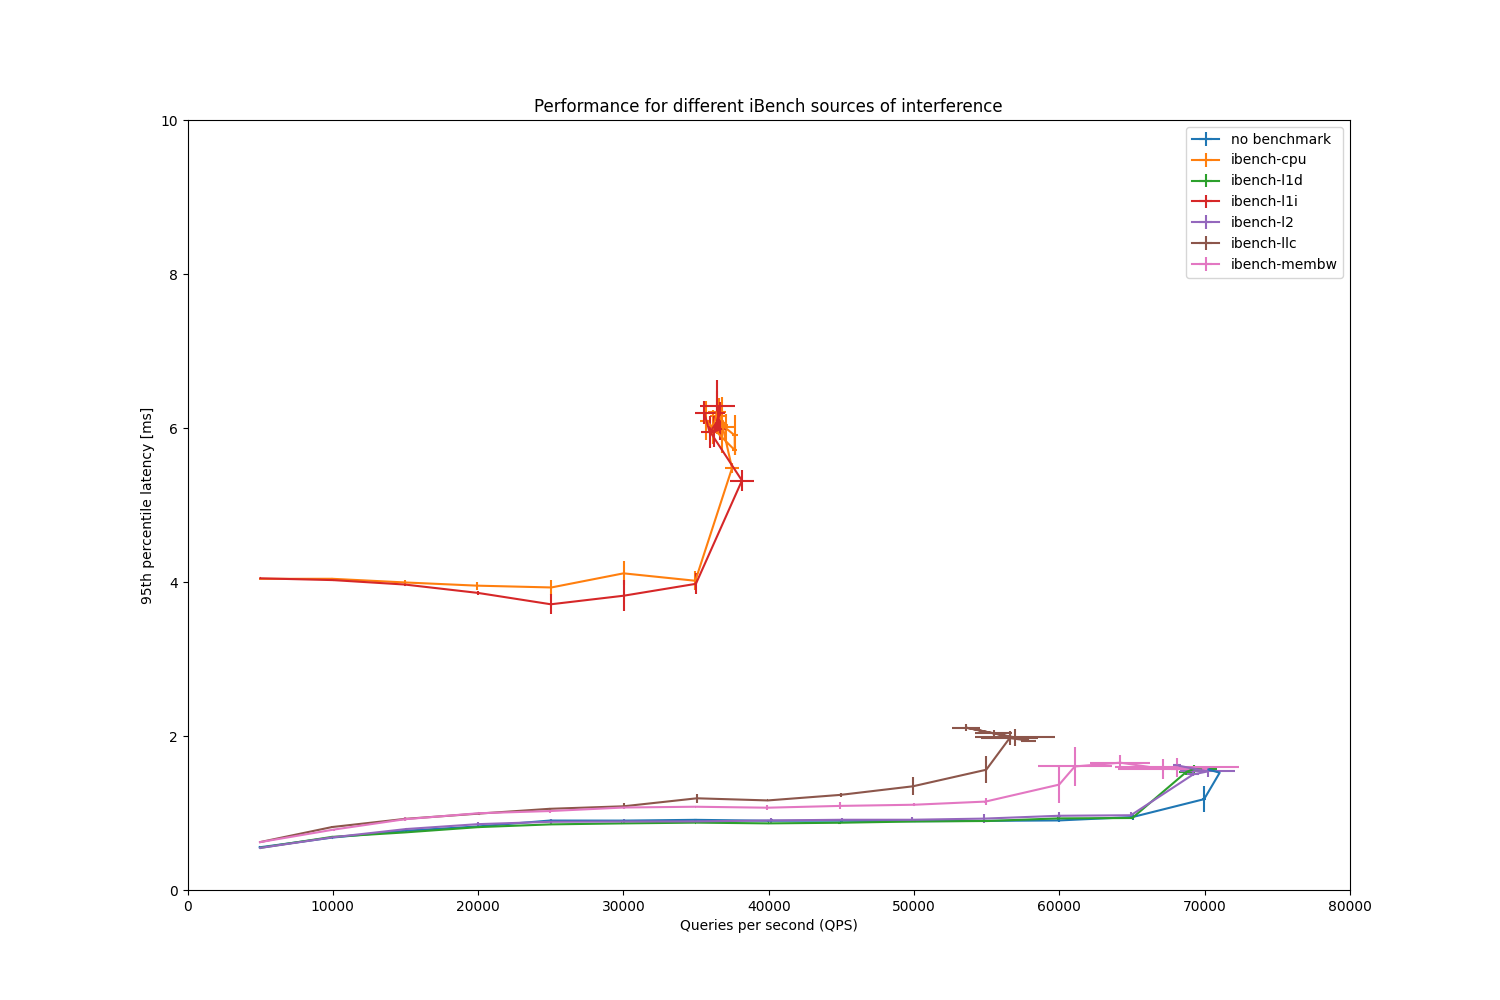 Performance for different iBench sources of interference
10
8
6
4
2
0
95th percentile latency [ms]
no benchmark
ibench-cpu
ibench-l1d
ibench-l1i
ibench-l2
ibench-llc
ibench-membw
0 10000 20000 30000 40000 50000 60000 70000 80000
Queries per second (QPS)